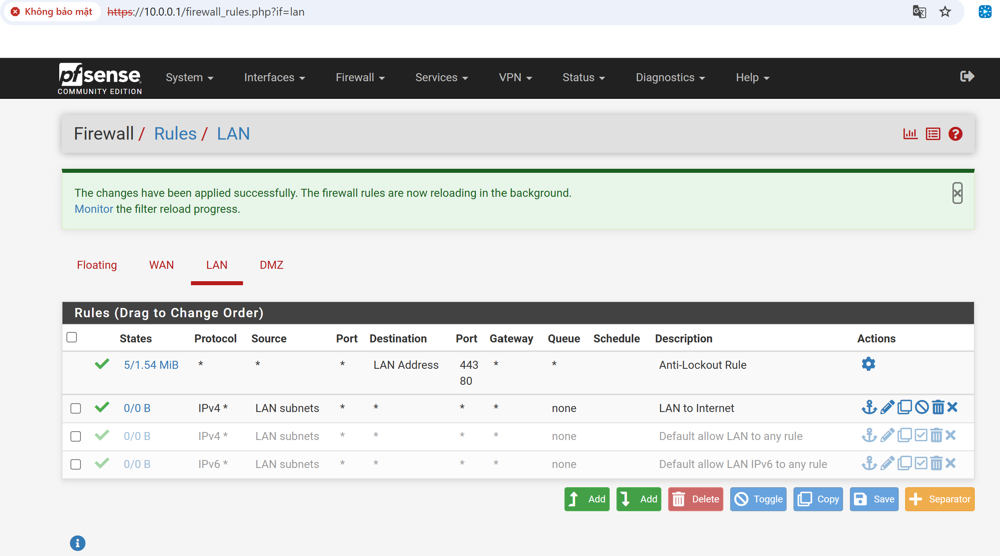 Không bảo mật https://10.0.0.1/firewall_rules.php?if=lan
pfsense
COMMUNITY EDITION
System Interfaces Firewall Services VPN Status Diagnostics Help
Firewall / Rules / LAN
The changes have been applied successfully. The firewall rules are now reloading in the background.
Monitor the filter reload progress.
Floating WAN LAN DMZ
Rules (Drag to Change Order)
States Protocol Source Port Destination Port Gateway Queue Schedule Description Actions
5/1.54 MiB * * * LAN Address 443 * * Anti-Lockout Rule
80
0/0 B IPv4 * LAN subnets * * * * none LAN to Internet
0/0 B IPv4 * LAN subnets * * * * none Default allow LAN to any rule
0/0 B IPv6 * LAN subnets * * * * none Default allow LAN IPv6 to any rule
Add Add Delete Toggle Copy Save Separator